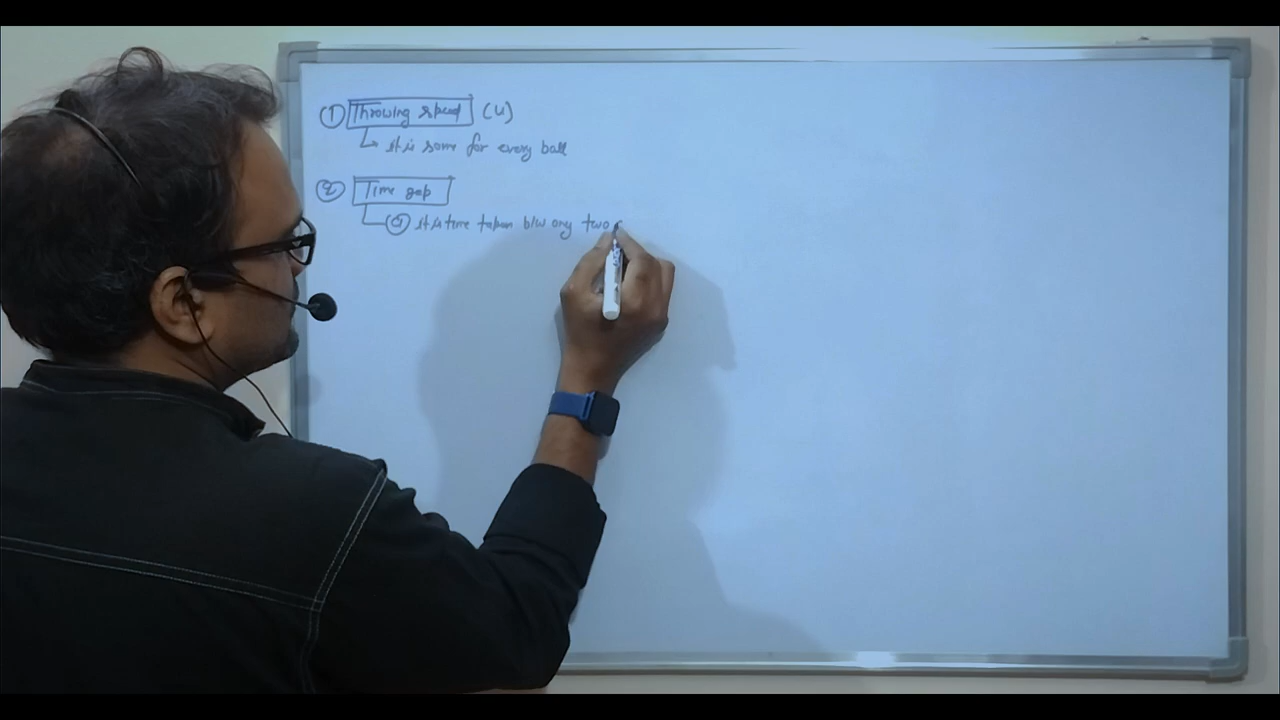 ① Throwing speed (u)
↳ it is same for every ball
② Time gap
ⓐ it is time taken b/w any two